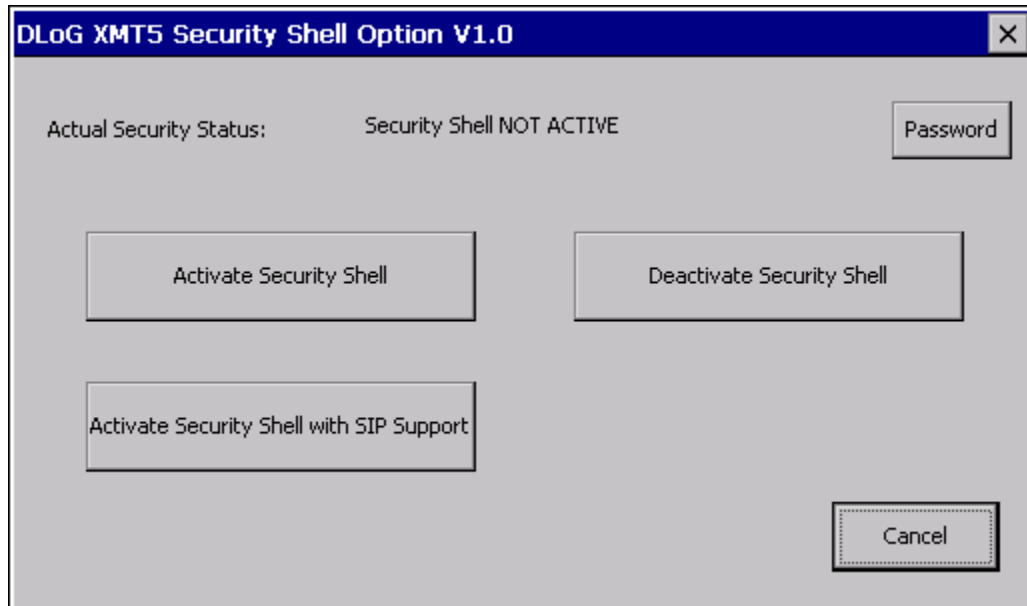 DLoG XMT5 Security Shell Option V1.0
Actual Security Status:
Security Shell NOT ACTIVE
Password
Activate Security Shell
Deactivate Security Shell
Activate Security Shell with SIP Support
Cancel